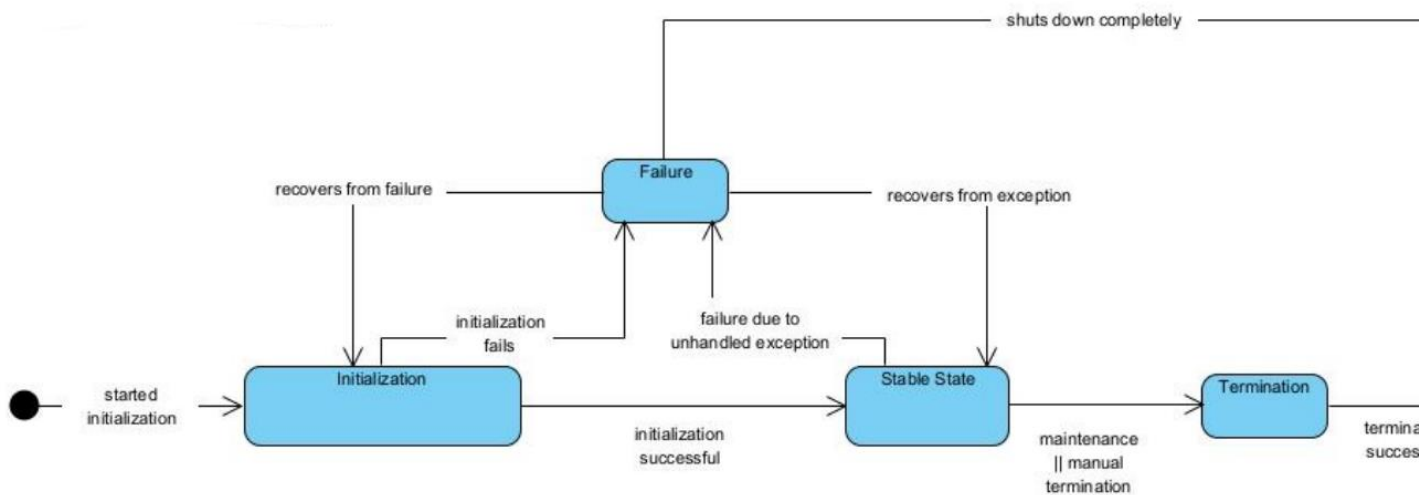 shuts down completely
Failure
recovers from failure
recovers from exception
initialization
fails
failure due to
unhandled exception
Initialization
Stable State
Termination
started
initialization
initialization
successful
maintenance
|| manual
termination